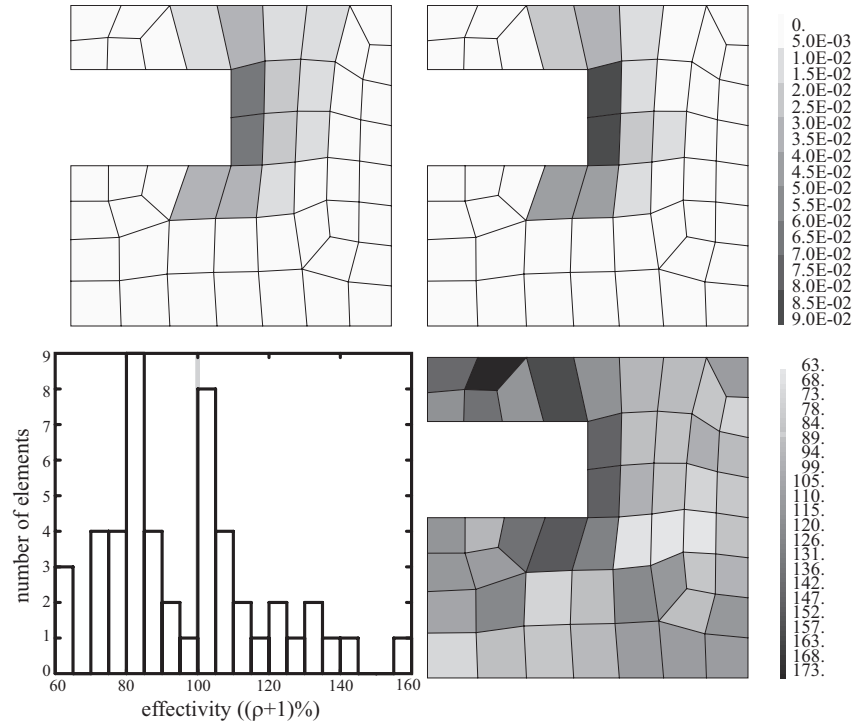 0.
5.0E-03
1.0E-02
1.5E-02
2.0E-02
2.5E-02
3.0E-02
3.5E-02
4.0E-02
4.5E-02
5.0E-02
5.5E-02
6.0E-02
6.5E-02
7.0E-02
7.5E-02
8.0E-02
8.5E-02
9.0E-02
9
8
7
6
5
4
3
2
1
0
number of elements
60
80
100
120
140
160
effectivity ((ρ+1)%)
63.
68.
73.
78.
84.
89.
94.
99.
105.
110.
115.
120.
126.
131.
136.
142.
147.
152.
157.
163.
168.
173.